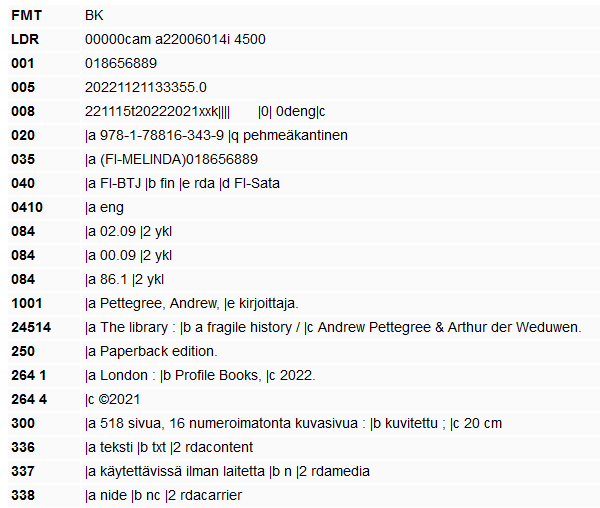 FMT BK
LDR 00000cam a22006014i 4500
001 018656889
005 20221121133355.0
008 221115t20222021xxk|||| |0| 0deng|c
020 |a 978-1-78816-343-9 |q pehmeäkantinen
035 |a (FI-MELINDA)018656889
040 |a FI-BTJ |b fin |e rda |d FI-Sata
0410 |a eng
084 |a 02.09 |2 ykl
084 |a 00.09 |2 ykl
084 |a 86.1 |2 ykl
1001 |a Pettegree, Andrew, |e kirjoittaja.
24514 |a The library : |b a fragile history / |c Andrew Pettegree & Arthur der Weduwen.
250 |a Paperback edition.
264 1 |a London : |b Profile Books, |c 2022.
264 4 |c ©2021
300 |a 518 sivua, 16 numeroimatonta kuvasivua : |b kuvitettu ; |c 20 cm
336 |a teksti |b txt |2 rdacontent
337 |a käytettävissä ilman laitetta |b n |2 rdamedia
338 |a nide |b nc |2 rdacarrier